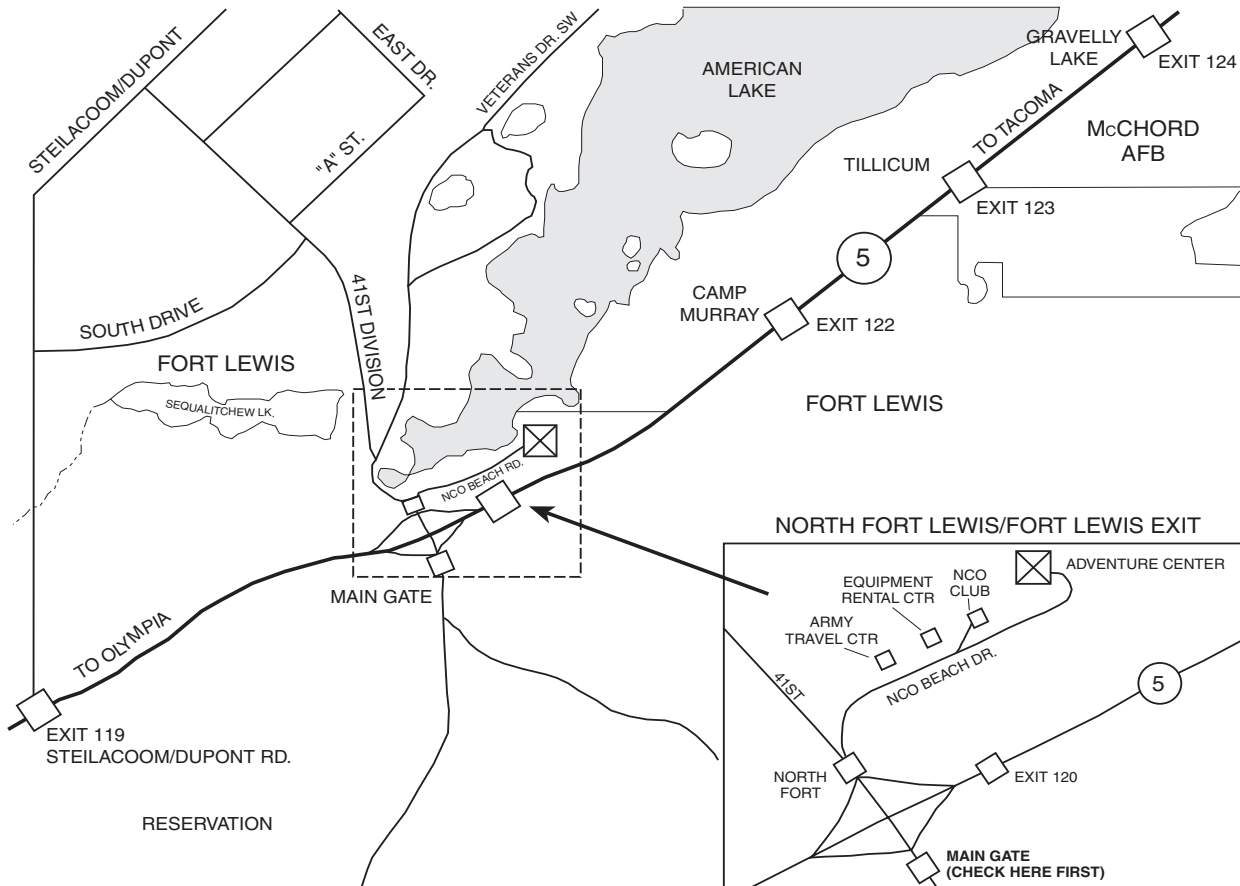 STEILACOOM/DUPONT
EAST DR.
"A" ST.
VETERANS DR. SW
AMERICAN
LAKE
GRAVELLY
LAKE
EXIT 124
TO TACOMA
McCHORD
AFB
TILLICUM
EXIT 123
5
CAMP
MURRAY
EXIT 122
SOUTH DRIVE
41ST DIVISION
FORT LEWIS
SEQUALITCHEW LK.
FORT LEWIS
NCO BEACH RD.
MAIN GATE
TO OLYMPIA
EXIT 119
STEILACOOM/DUPONT RD.
RESERVATION
NORTH FORT LEWIS/FORT LEWIS EXIT
ADVENTURE CENTER
NCO
CLUB
EQUIPMENT
RENTAL CTR
ARMY
TRAVEL CTR
NCO BEACH DR.
41ST
5
NORTH
FORT
EXIT 120
MAIN GATE
(CHECK HERE FIRST)